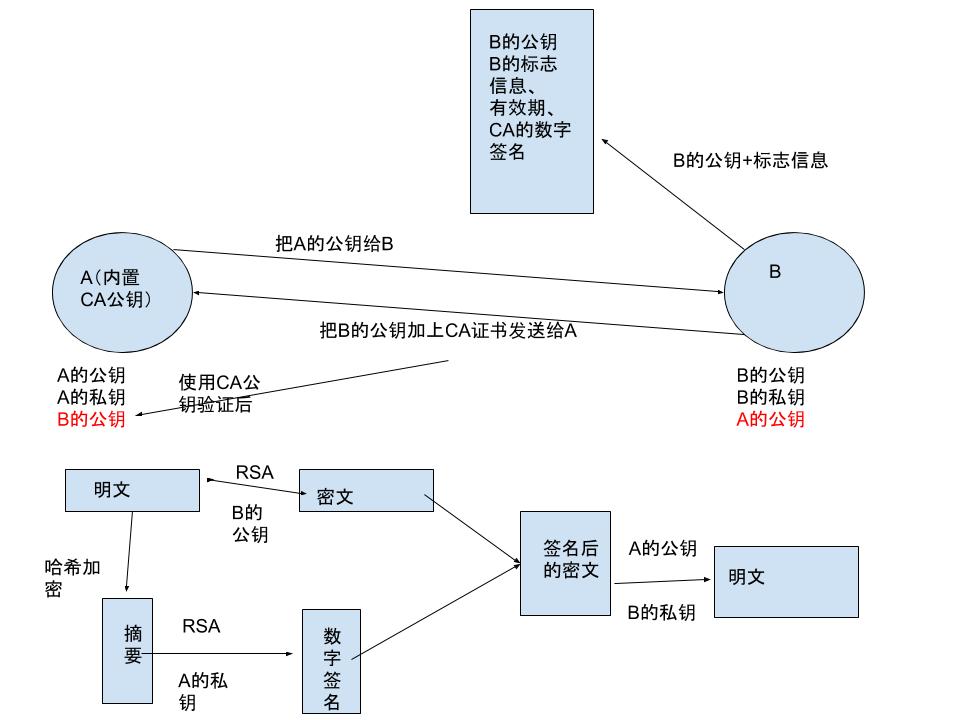 B的公钥
B的标志
信息、
有效期、
CA的数字
签名
B的公钥+标志信息
把A的公钥给B
A（内置
CA公钥）
B
把B的公钥加上CA证书发送给A
A的公钥
A的私钥
B的公钥
使用CA公
钥验证后
B的公钥
B的私钥
A的公钥
明文
RSA
B的
公钥
密文
哈希加
密
摘
要
RSA
A的私
钥
数
字
签
名
签名后
的密文
A的公钥
B的私钥
明文